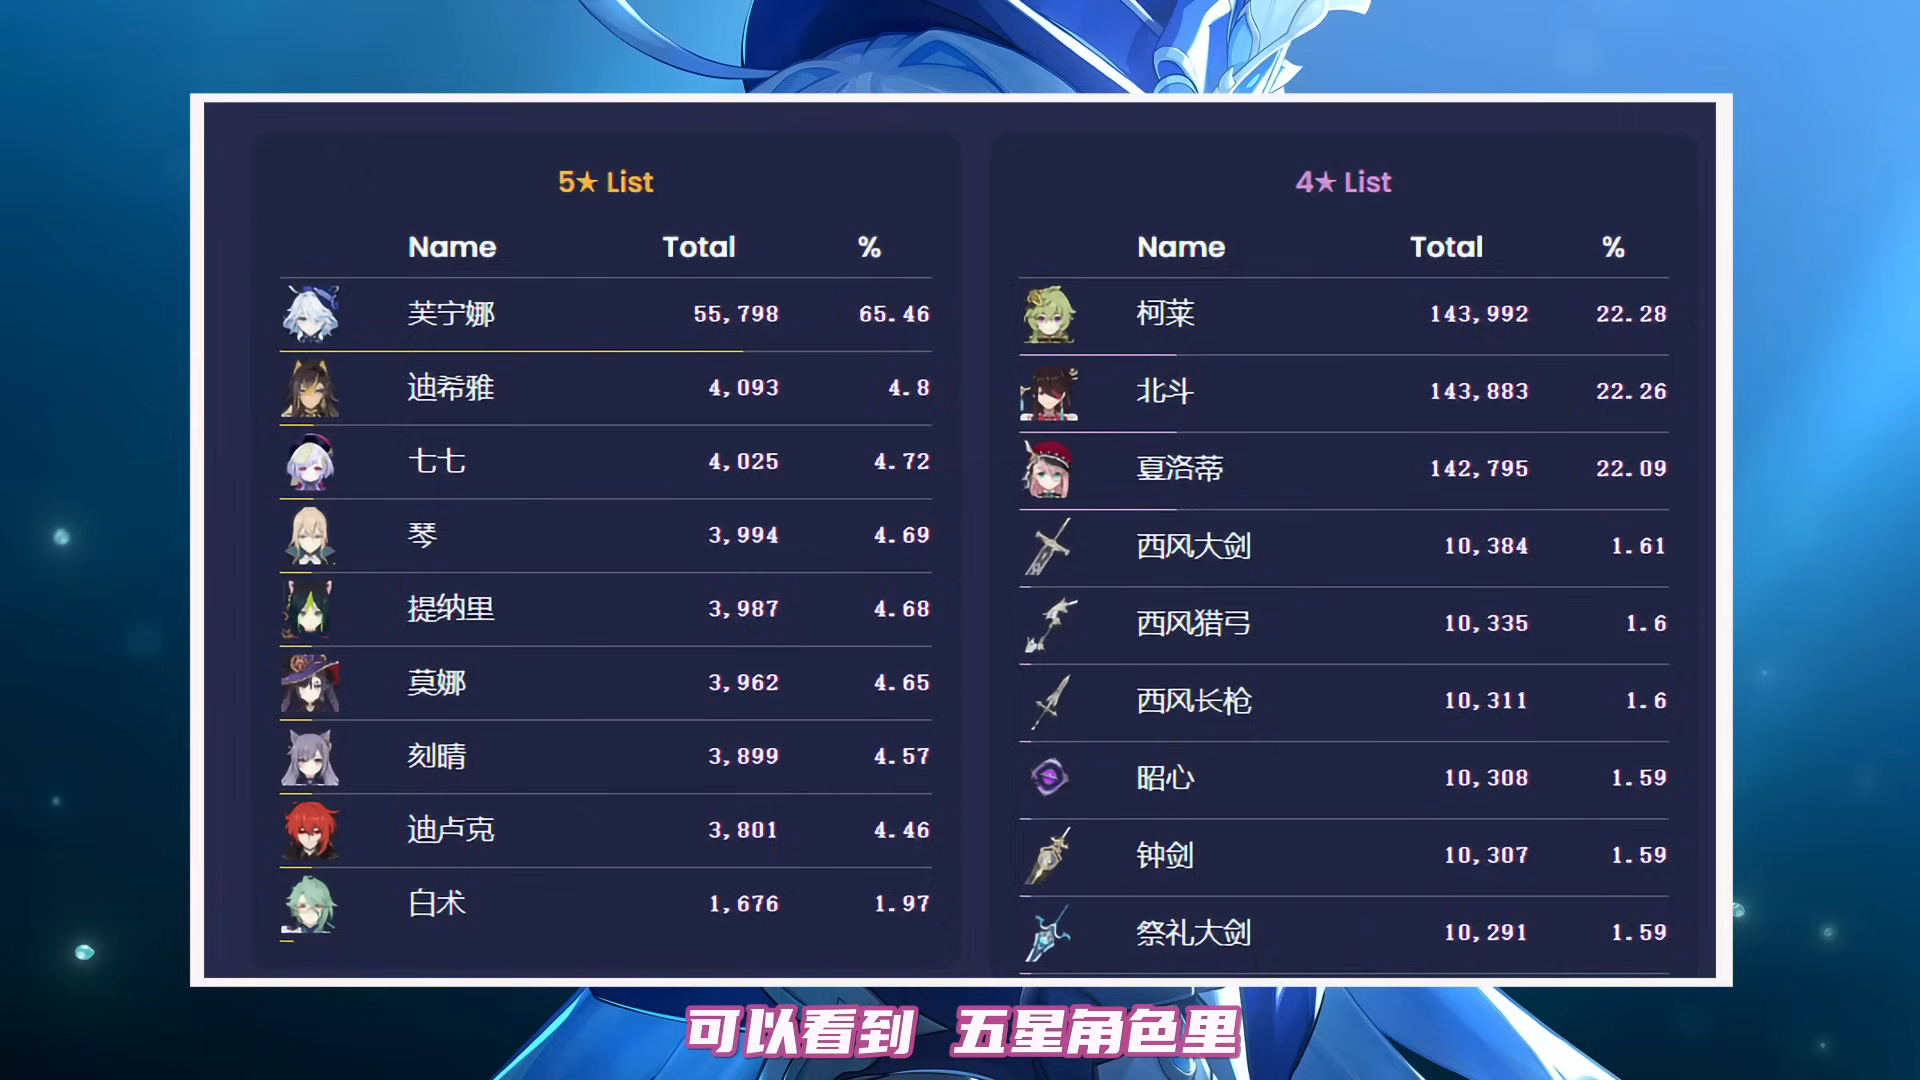 5★ List
Name Total %
芙宁娜 55,798 65.46
迪希雅 4,093 4.8
七七 4,025 4.72
琴 3,994 4.69
提纳里 3,987 4.68
莫娜 3,962 4.65
刻晴 3,899 4.57
迪卢克 3,801 4.46
白术 1,676 1.97
4★ List
Name Total %
柯莱 143,992 22.28
北斗 143,883 22.26
夏洛蒂 142,795 22.09
西风大剑 10,384 1.61
西风猎弓 10,335 1.6
西风长枪 10,311 1.6
昭心 10,308 1.59
钟剑 10,307 1.59
祭礼大剑 10,291 1.59
可以看到 五星角色里